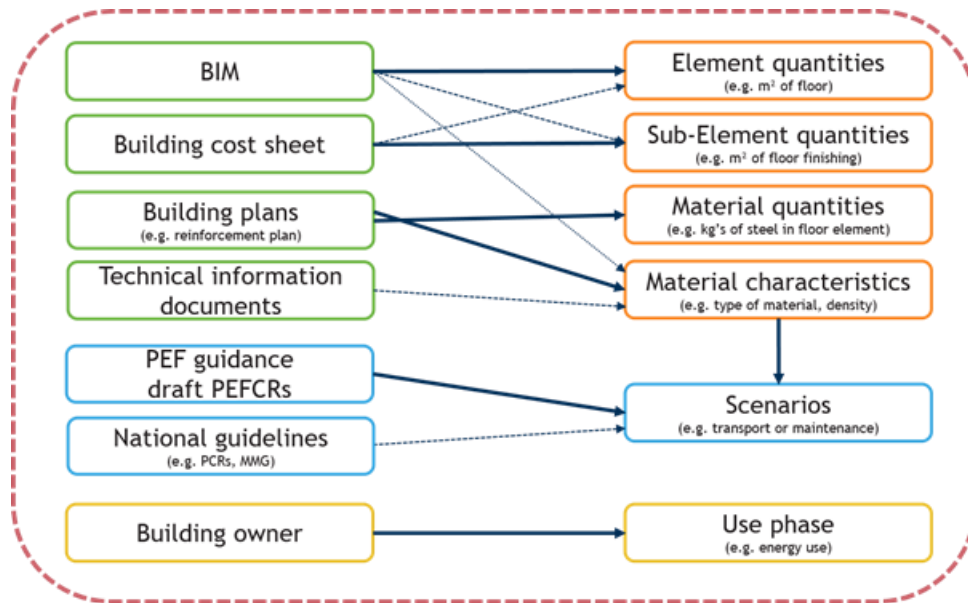 BIM
Element quantities
(e.g. m² of floor)
Building cost sheet
Sub-Element quantities
(e.g. m² of floor finishing)
Building plans
(e.g. reinforcement plan)
Material quantities
(e.g. kg's of steel in floor element)
Technical information
documents
Material characteristics
(e.g. type of material, density)
PEF guidance
draft PEFCRs
Scenarios
(e.g. transport or maintenance)
National guidelines
(e.g. PCRs, MMG)
Building owner
Use phase
(e.g. energy use)